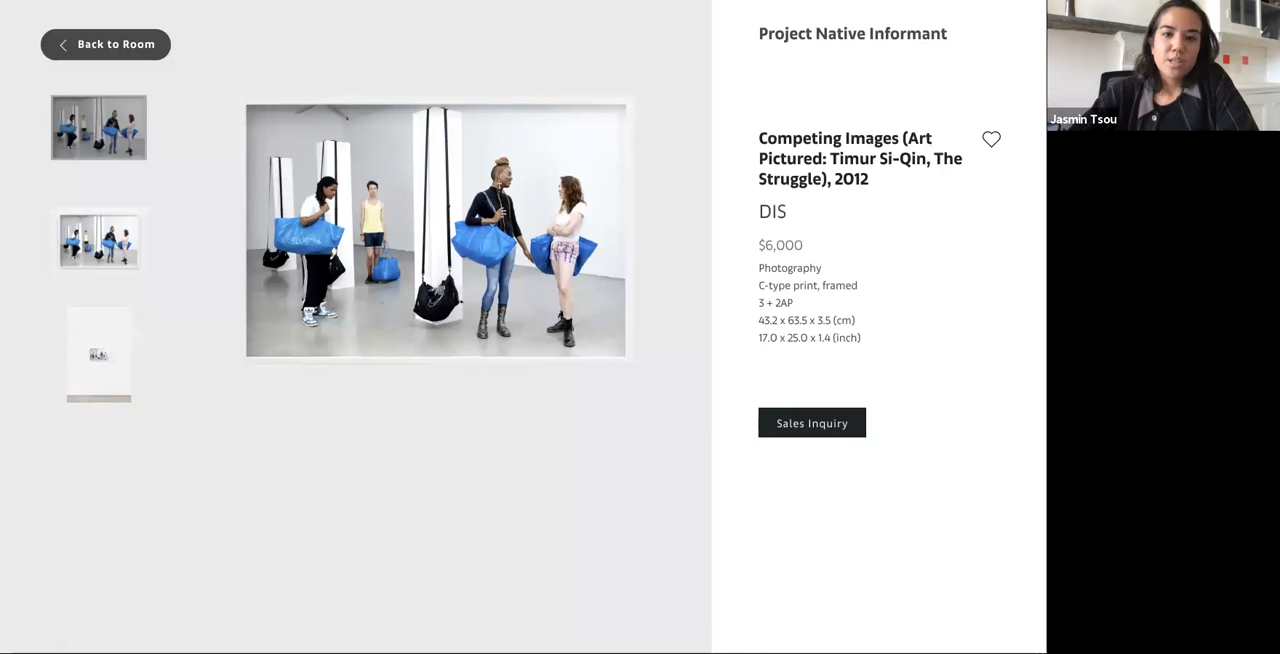 Back to Room
Project Native Informant
Competing Images (Art
Pictured: Timur Si-Qin, The
Struggle), 2012
DIS
$6,000
Photography
C-type print, framed
3 + 2AP
43.2 x 63.5 x 3.5 (cm)
17.0 x 25.0 x 1.4 (inch)
Sales Inquiry
Jasmin Tsou